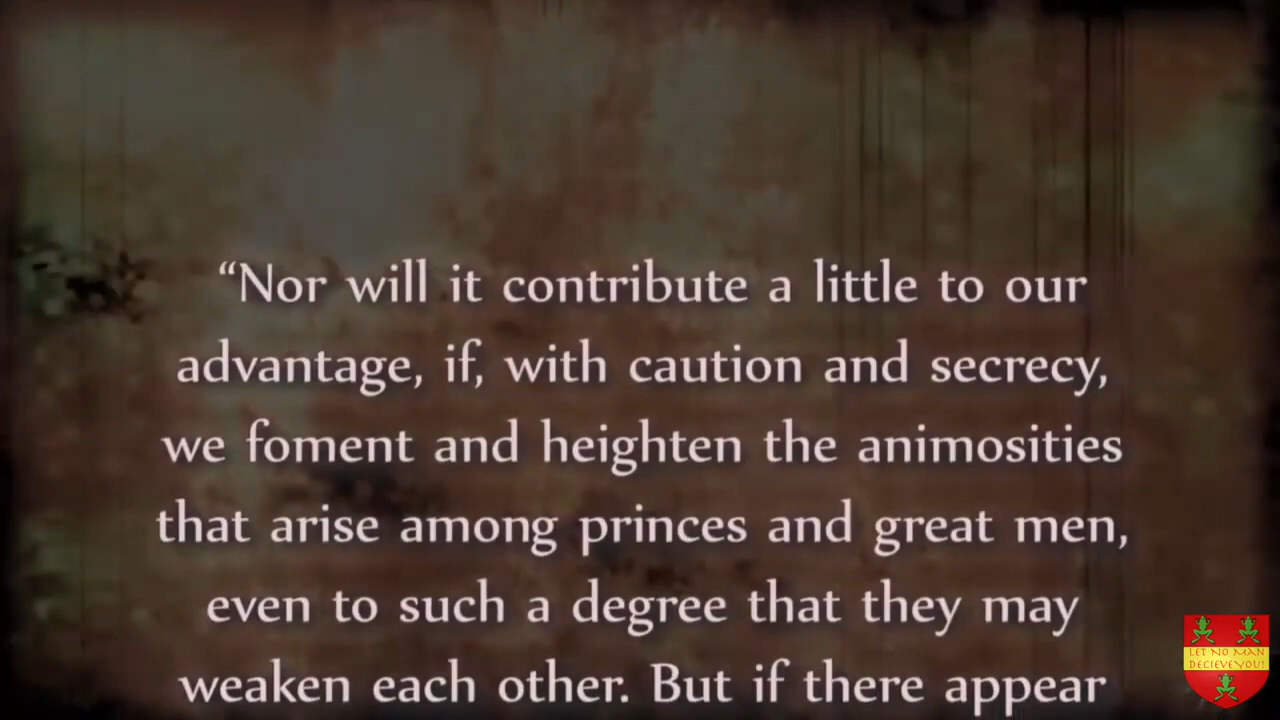 “Nor will it contribute a little to our
advantage, if, with caution and secrecy,
we foment and heighten the animosities
that arise among princes and great men,
even to such a degree that they may
weaken each other. But if there appear
LET NO MAN
DECIEVE YOU!